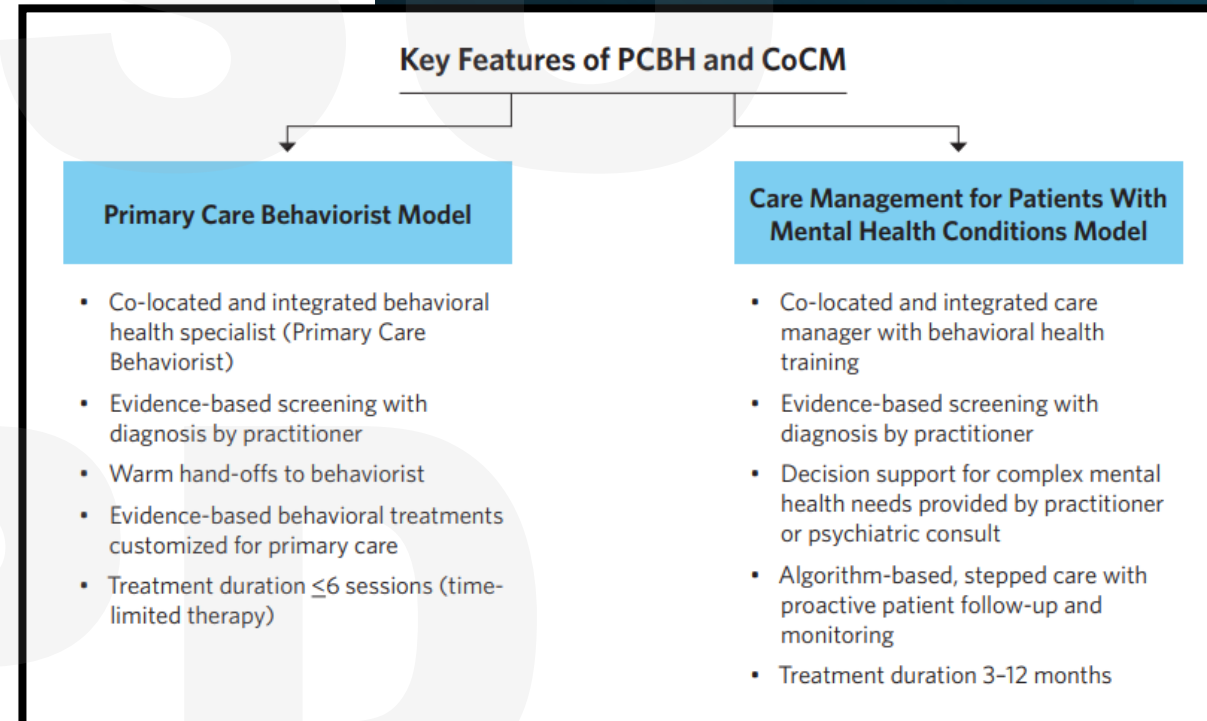 Key Features of PCBH and CoCM
Primary Care Behaviorist Model
• Co-located and integrated behavioral
health specialist (Primary Care
Behaviorist)
• Evidence-based screening with
diagnosis by practitioner
• Warm hand-offs to behaviorist
• Evidence-based behavioral treatments
customized for primary care
• Treatment duration ≤6 sessions (time-
limited therapy)
Care Management for Patients With
Mental Health Conditions Model
• Co-located and integrated care
manager with behavioral health
training
• Evidence-based screening with
diagnosis by practitioner
• Decision support for complex mental
health needs provided by practitioner
or psychiatric consult
• Algorithm-based, stepped care with
proactive patient follow-up and
monitoring
• Treatment duration 3–12 months